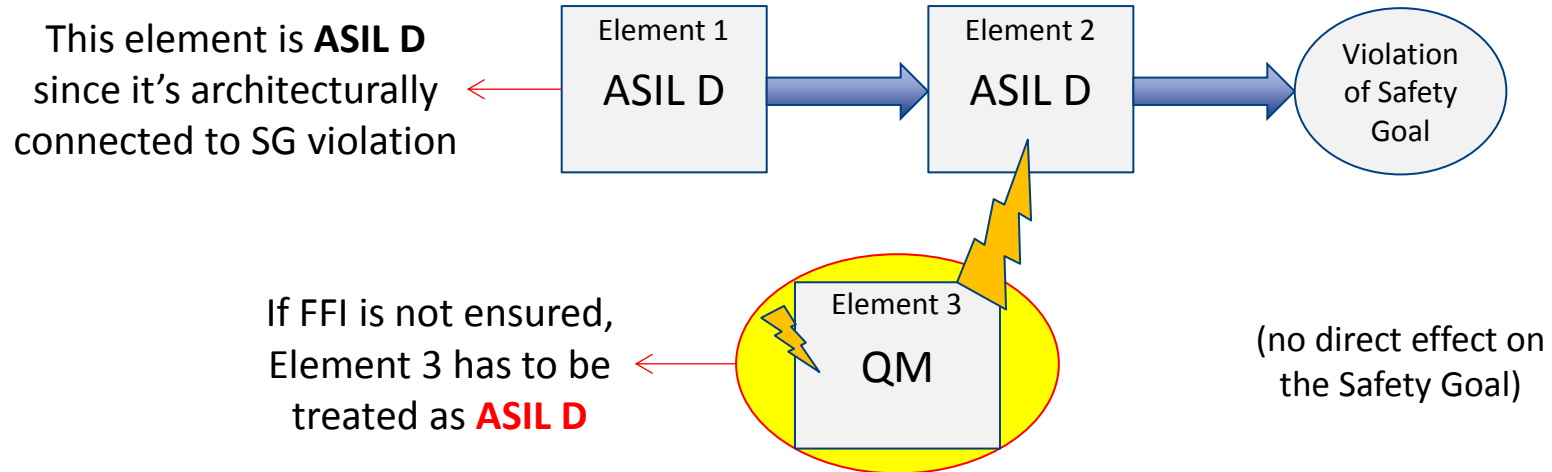 This element is ASIL D
since it's architecturally
connected to SG violation
Element 1
ASIL D
Element 2
ASIL D
Violation
of Safety
Goal
If FFI is not ensured,
Element 3 has to be
treated as ASIL D
Element 3
QM
(no direct effect on
the Safety Goal)